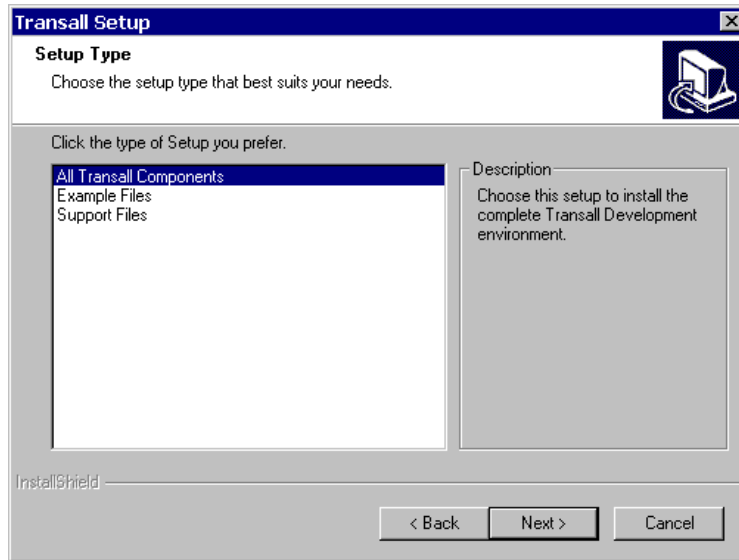 Transall Setup
Setup Type
Choose the setup type that best suits your needs.
Click the type of Setup you prefer.
All Transall Components
Example Files
Support Files
Description
Choose this setup to install the
complete Transall Development
environment.
InstallShield
< Back
Next >
Cancel